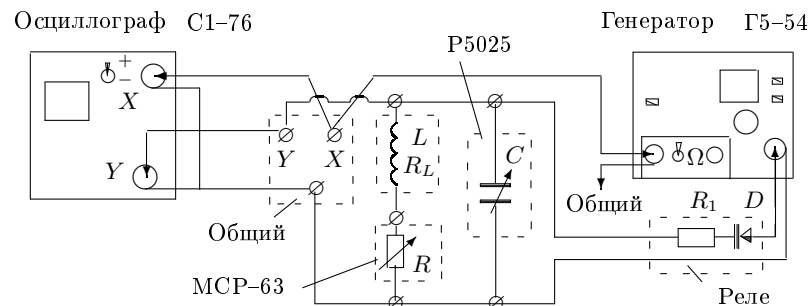 Осциллограф С1–76
Генератор Г5–54
Р5025
+
−
X
Y
Y
X
L
R_L
C
Ω
Общий
Общий
R_1
D
R
МСР–63
Реле